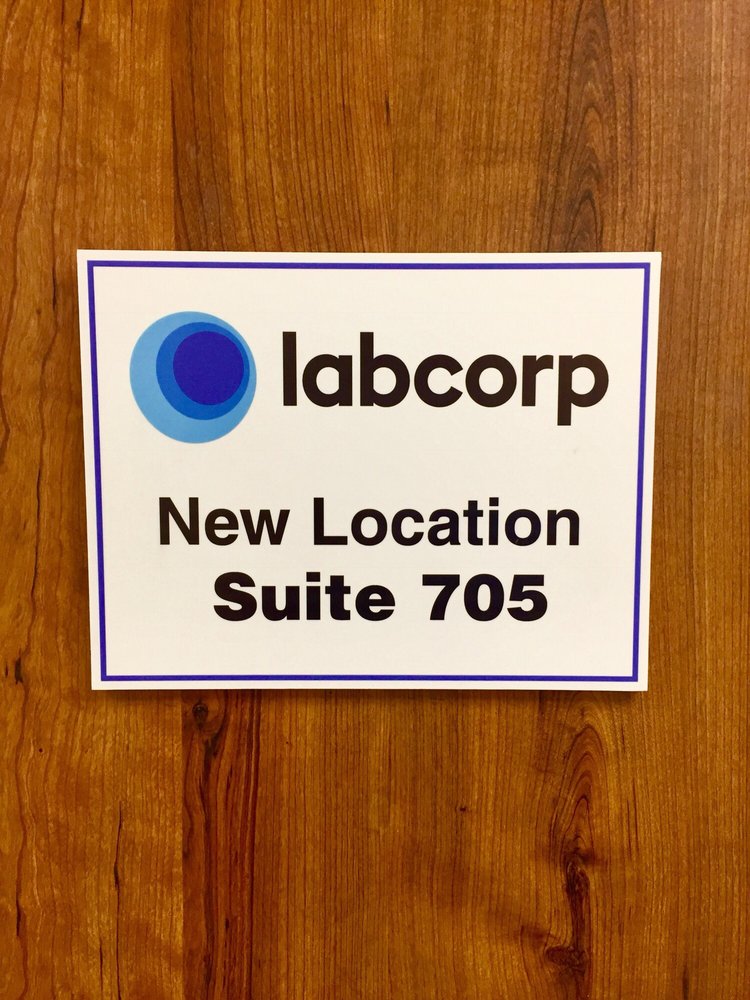 labcorp
New Location
Suite 705